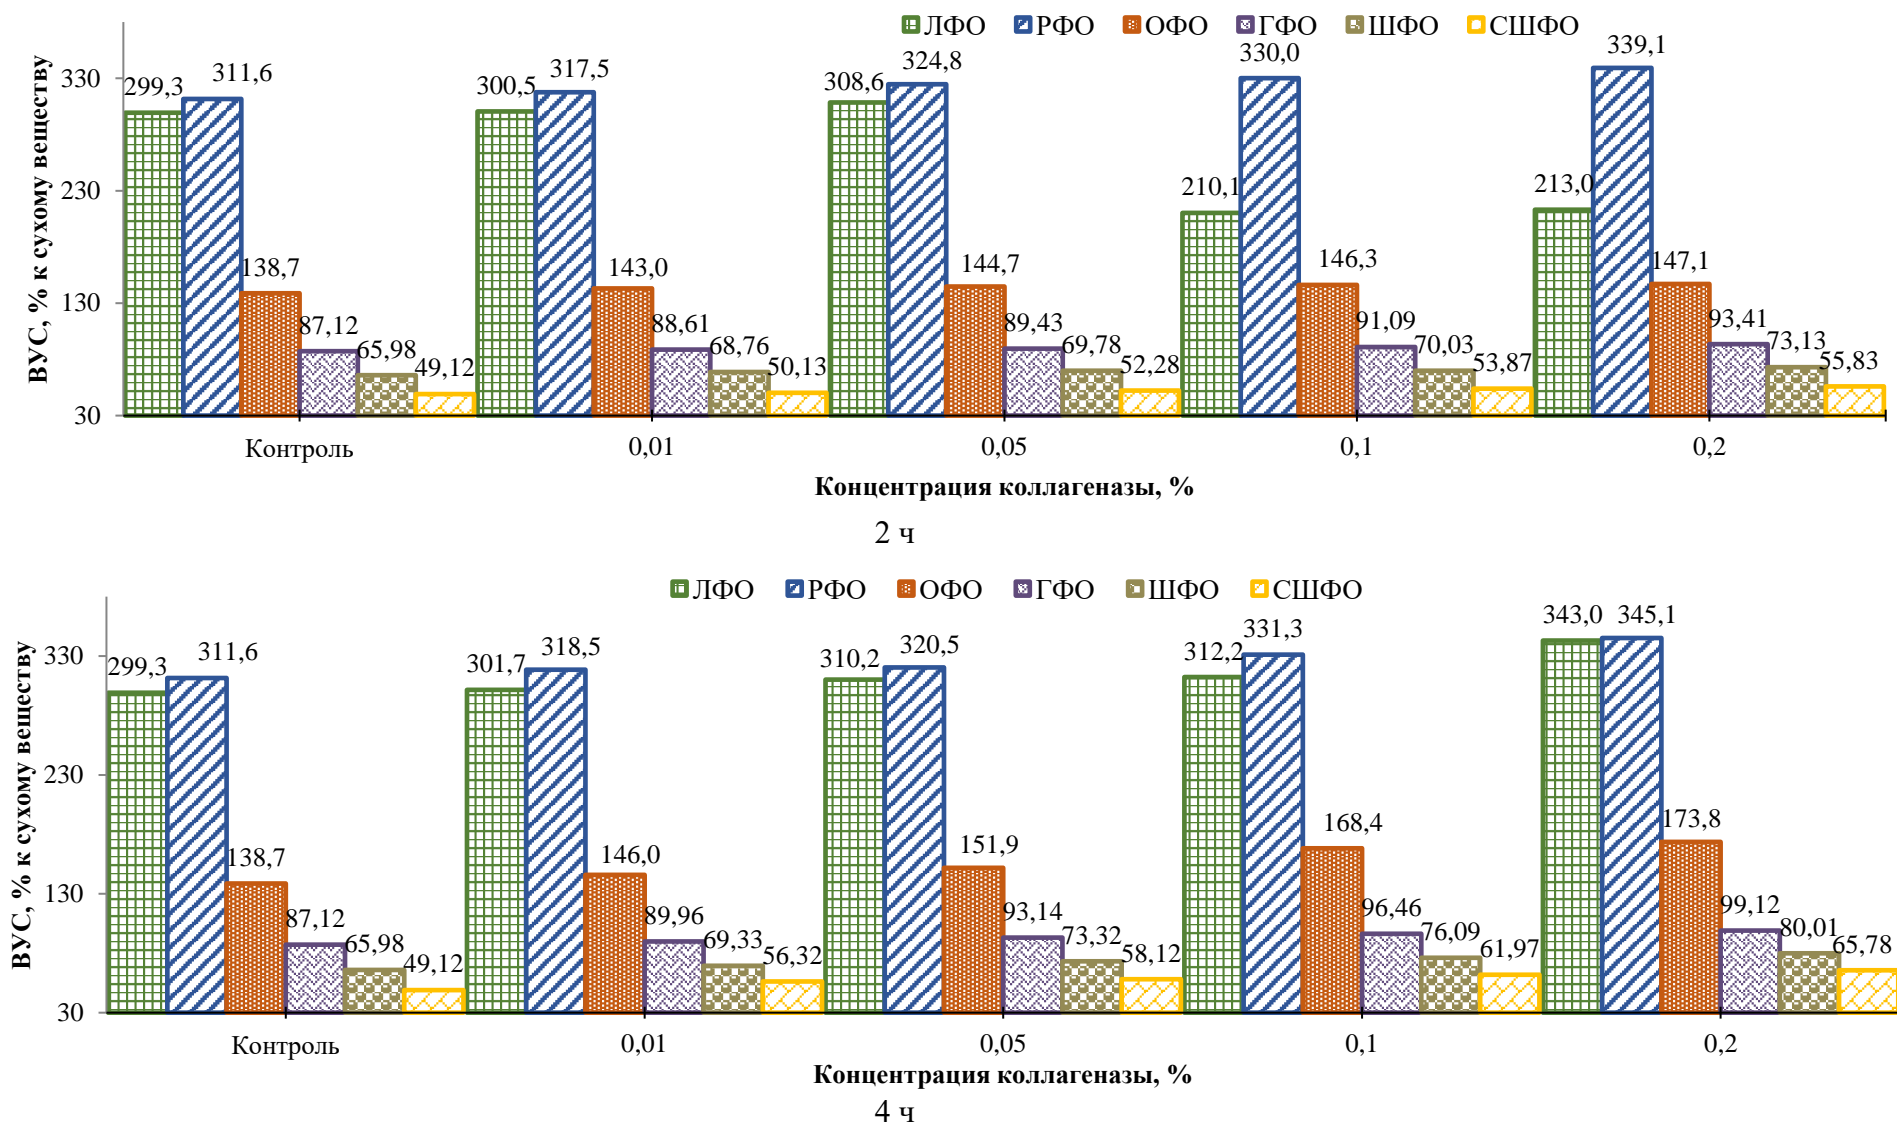 ЛФО РФО ОФО ГФО ШФО СШФО
ВУС, % к сухому веществу
330
230
130
30
299,3 311,6 138,7 87,12 65,98 49,12
300,5 317,5 143,0 88,61 68,76 50,13
308,6 324,8 144,7 89,43 69,78 52,28
210,1 330,0 146,3 91,09 70,03 53,87
213,0 339,1 147,1 93,41 73,13 55,83
Контроль 0,01 0,05 0,1 0,2
Концентрация коллагеназы, %
2 ч
ЛФО РФО ОФО ГФО ШФО СШФО
ВУС, % к сухому веществу
330
230
130
30
299,3 311,6 138,7 87,12 65,98 49,12
301,7 318,5 146,0 89,96 69,33 56,32
310,2 320,5 151,9 93,14 73,32 58,12
312,2 331,3 168,4 96,46 76,09 61,97
343,0 345,1 173,8 99,12 80,01 65,78
Контроль 0,01 0,05 0,1 0,2
Концентрация коллагеназы, %
4 ч